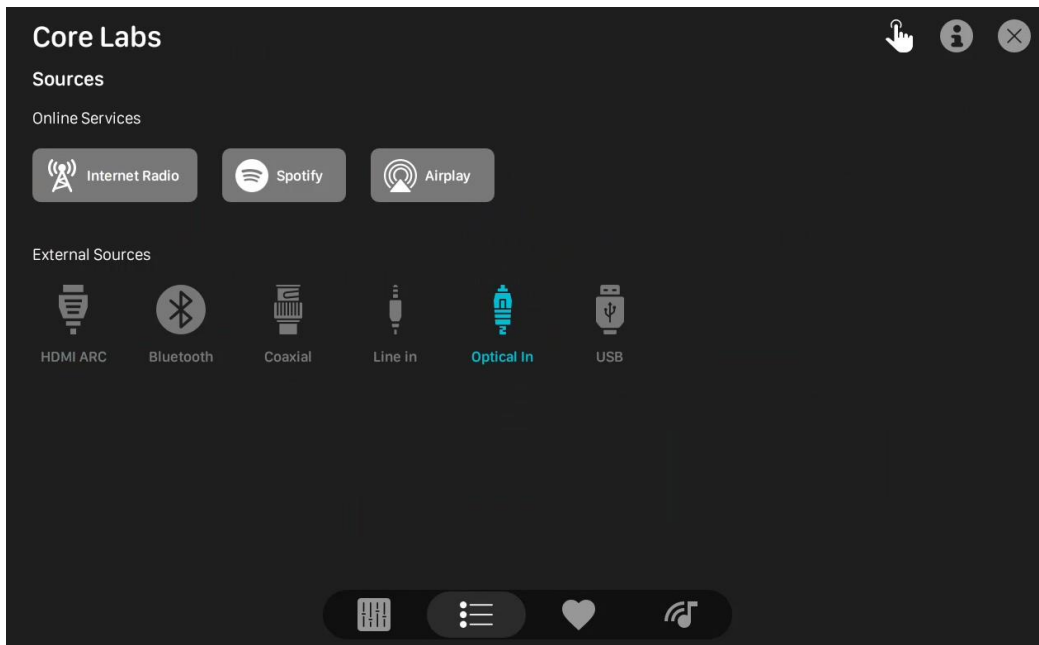 Core Labs
Sources
Online Services
Internet Radio Spotify Airplay
External Sources
HDMI ARC Bluetooth Coaxial Line in Optical In USB